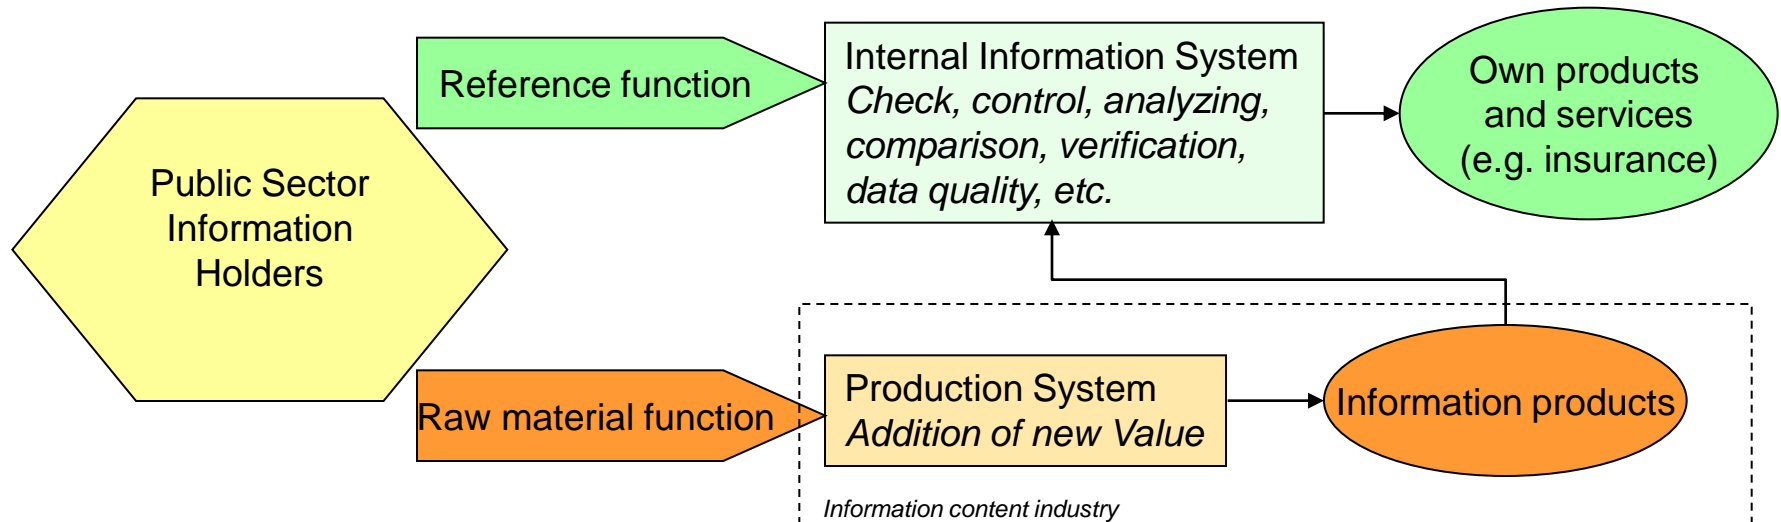 Public Sector
Information
Holders
Reference function
Internal Information System
Check, control, analyzing,
comparison, verification,
data quality, etc.
Own products
and services
(e.g. insurance)
Raw material function
Production System
Addition of new Value
Information products
Information content industry